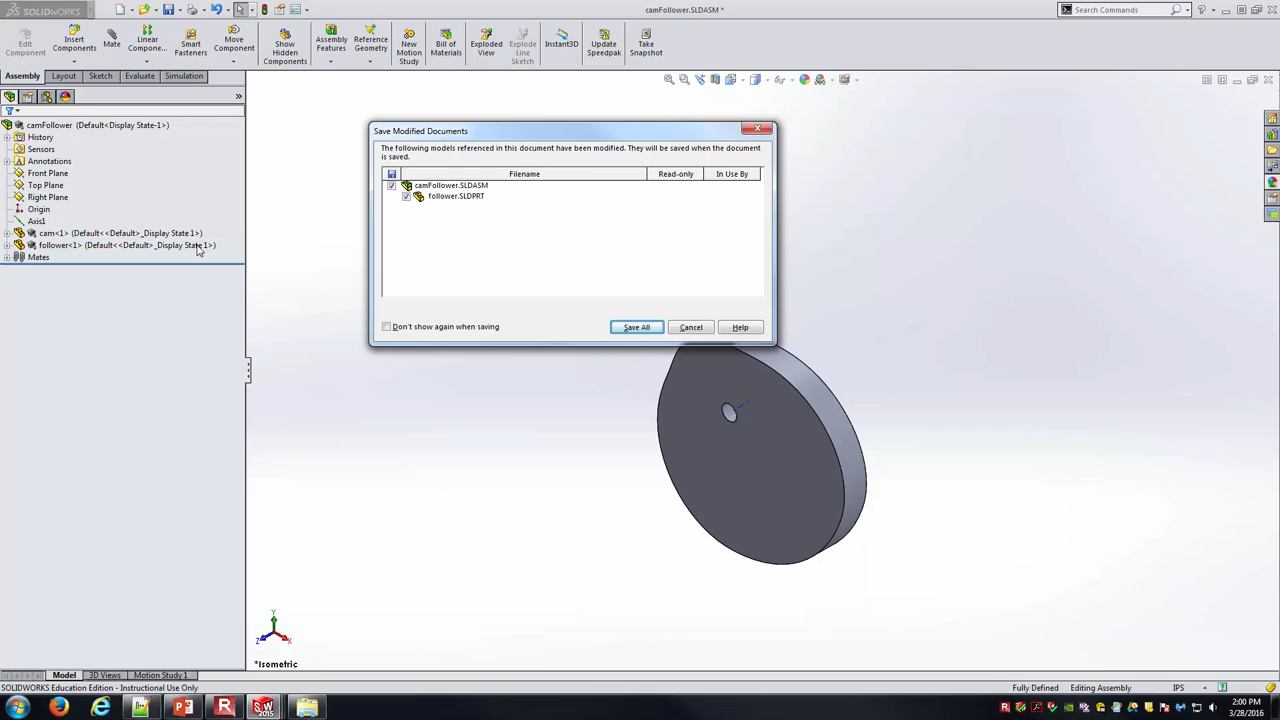 SOLIDWORKS
camFollower.SLDASM *
Search Commands
Edit Component
Insert Components
Mate
Linear Compone...
Smart Fasteners
Move Component
Show Hidden Components
Assembly Features
Reference Geometry
New Motion Study
Bill of Materials
Exploded View
Explode Line Sketch
Instant3D
Update Speedpak
Take Snapshot
Assembly Layout Sketch Evaluate Simulation
camFollower (Default<Display State-1>)
History
Sensors
Annotations
Front Plane
Top Plane
Right Plane
Origin
Axis1
cam<1> (Default<<Default>_Display State 1>)
follower<1> (Default<<Default>_Display State 1>)
Mates
Save Modified Documents
The following models referenced in this document have been modified. They will be saved when the document
is saved.
Filename Read-only In Use By
camFollower.SLDASM
follower.SLDPRT
Don't show again when saving
Save All Cancel Help
Y
Z X
*Isometric
Model 3D Views Motion Study 1
SOLIDWORKS Education Edition - Instructional Use Only
Fully Defined Editing Assembly IPS
SW 2015
2:00 PM
3/28/2016